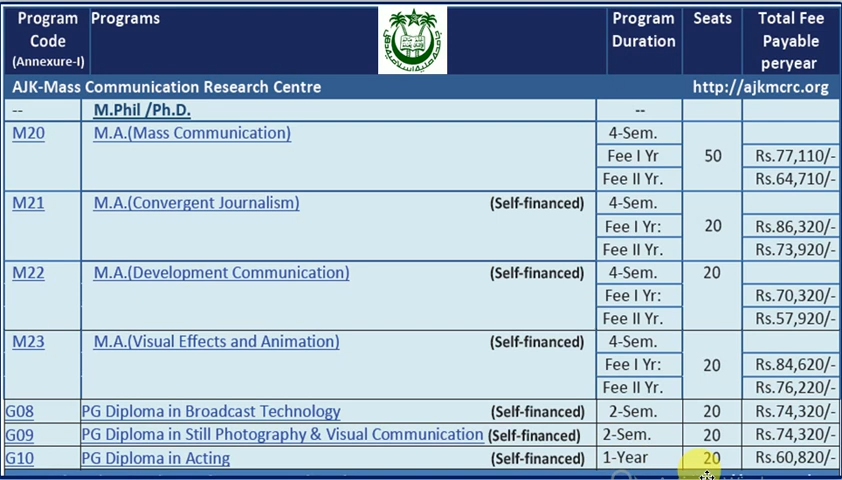 Program Code (Annexure-I) Programs Program Duration Seats Total Fee Payable peryear
AJK-Mass Communication Research Centre http://ajkmcrc.org
-- M.Phil /Ph.D. --
M20 M.A.(Mass Communication) 4-Sem.
Fee I Yr 50 Rs.77,110/-
Fee II Yr. Rs.64,710/-
M21 M.A.(Convergent Journalism) (Self-financed) 4-Sem.
Fee I Yr: 20 Rs.86,320/-
Fee II Yr. Rs.73,920/-
M22 M.A.(Development Communication) (Self-financed) 4-Sem. 20
Fee I Yr: Rs.70,320/-
Fee II Yr. Rs.57,920/-
M23 M.A.(Visual Effects and Animation) (Self-financed) 4-Sem.
Fee I Yr: 20 Rs.84,620/-
Fee II Yr. Rs.76,220/-
G08 PG Diploma in Broadcast Technology (Self-financed) 2-Sem. 20 Rs.74,320/-
G09 PG Diploma in Still Photography & Visual Communication (Self-financed) 2-Sem. 20 Rs.74,320/-
G10 PG Diploma in Acting (Self-financed) 1-Year 20 Rs.60,820/-